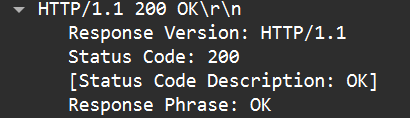 HTTP/1.1 200 OK\r\n
Response Version: HTTP/1.1
Status Code: 200
[Status Code Description: OK]
Response Phrase: OK